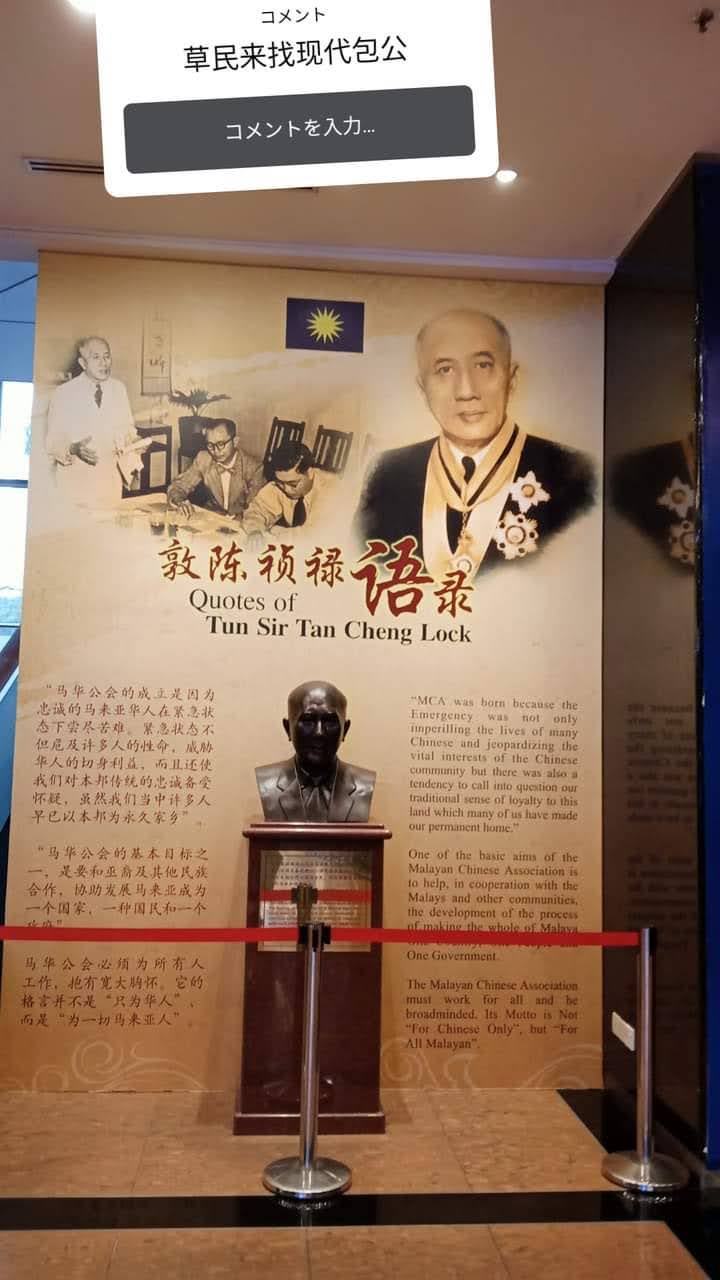 コメント
草民来找现代包公
コメントを入力...
敦陈祯禄语录
Quotes of
Tun Sir Tan Cheng Lock
“马华公会的成立是因为
忠诚的马来亚华人在紧急状
态下尝尽苦难。紧急状态不
但危及许多人的性命，威胁
华人的切身利益，而且还使
我们对本邦传统的忠诚备受
怀疑，虽然我们当中许多人
早已以本邦为永久家乡”。
“马华公会的基本目标之
一，是要和亚裔及其他民族
合作，协助发展马来亚成为
一个国家，一种国民和一个
马华公会必须为所有人
工作，抱有宽大胸怀。它的
格言并不是“只为华人”，
而是“为一切马来亚人”。
“MCA was born because the
Emergency was not only
imperilling the lives of many
Chinese and jeopardizing the
vital interests of the Chinese
community but there was also a
tendency to call into question our
traditional sense of loyalty to this
land which many of us have made
our permanent home.”
One of the basic aims of the
Malayan Chinese Association is
to help, in cooperation with the
Malays and other communities,
the development of the process
of making the whole of Malaya
One Country, One People and
One Government.
The Malayan Chinese Association
must work for all and be
broadminded. Its Motto is Not
“For Chinese Only”, but “For
All Malayan”.